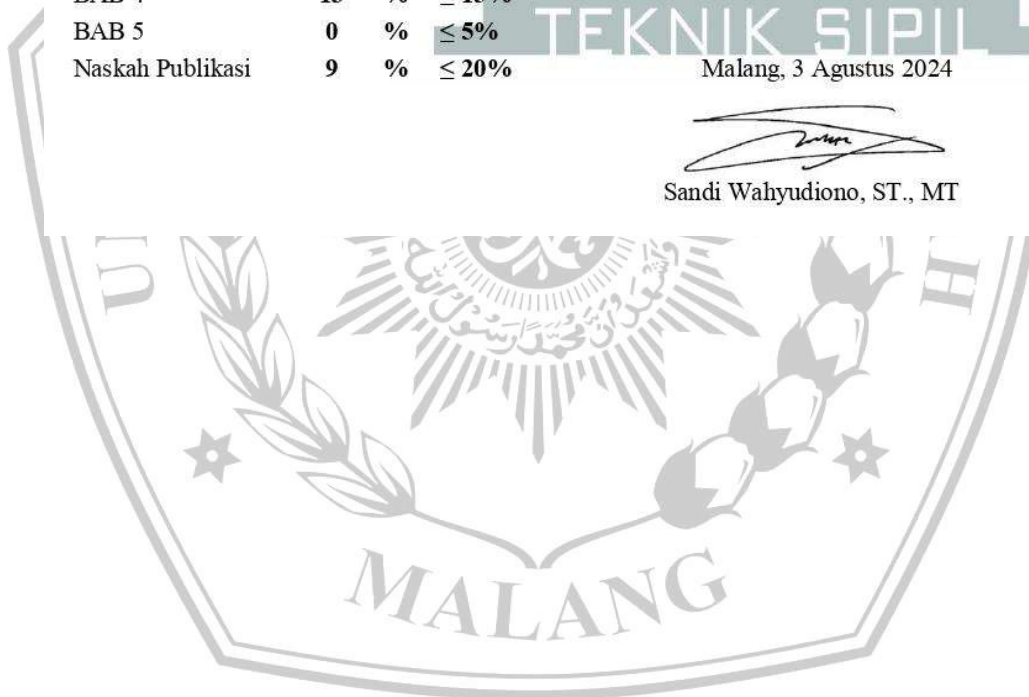 TEKNIK SIPIL
BAB 5 0 % ≤ 5%
Naskah Publikasi 9 % ≤ 20%
Malang, 3 Agustus 2024
Sandi Wahyudiono, ST., MT
MALANG